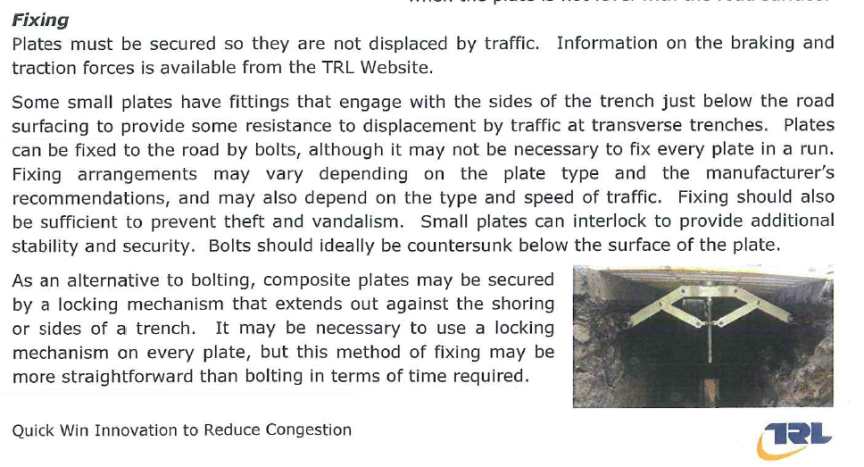 Fixing
Plates must be secured so they are not displaced by traffic. Information on the braking and
traction forces is available from the TRL Website.
Some small plates have fittings that engage with the sides of the trench just below the road
surfacing to provide some resistance to displacement by traffic at transverse trenches. Plates
can be fixed to the road by bolts, although it may not be necessary to fix every plate in a run.
Fixing arrangements may vary depending on the plate type and the manufacturer's
recommendations, and may also depend on the type and speed of traffic. Fixing should also
be sufficient to prevent theft and vandalism. Small plates can interlock to provide additional
stability and security. Bolts should ideally be countersunk below the surface of the plate.
As an alternative to bolting, composite plates may be secured
by a locking mechanism that extends out against the shoring
or sides of a trench. It may be necessary to use a locking
mechanism on every plate, but this method of fixing may be
more straightforward than bolting in terms of time required.
Quick Win Innovation to Reduce Congestion
TRL